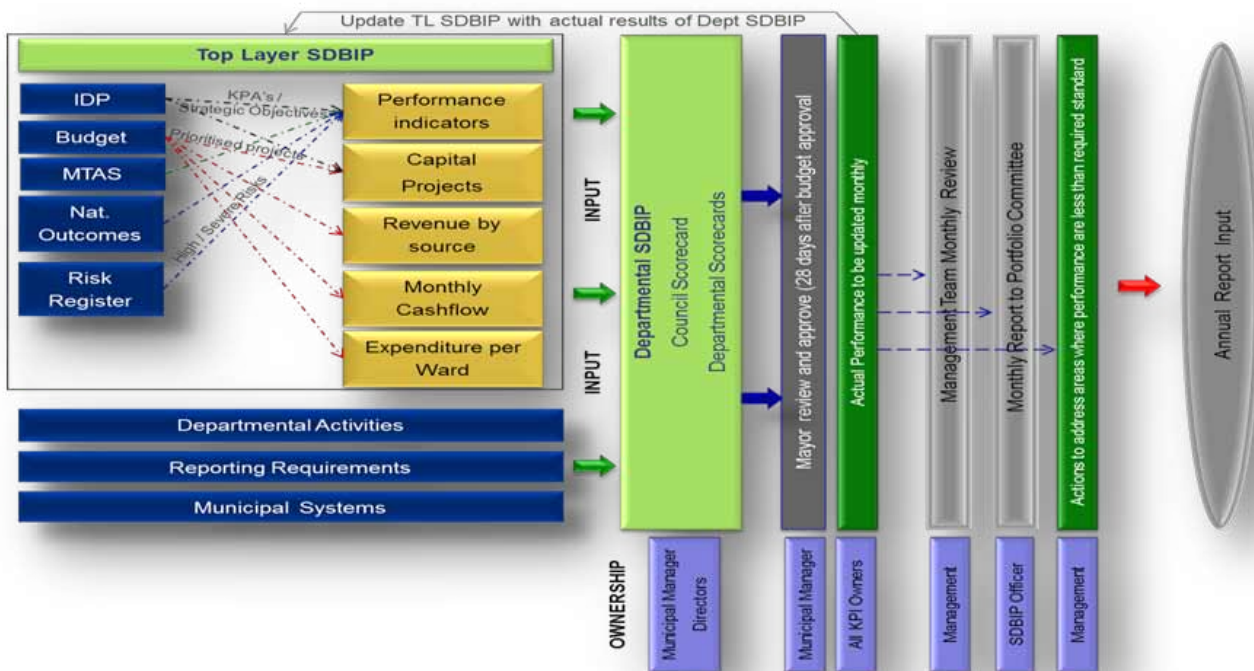 Update TL SDBIP with actual results of Dept SDBIP
Top Layer SDBIP
IDP
Budget
MTAS
Nat.
Outcomes
Risk
Register
KPA's /
Strategic Objectives
Prioritised projects
High / Severe Risks
Performance
indicators
Capital
Projects
Revenue by
source
Monthly
Cashflow
Expenditure per
Ward
Departmental Activities
Reporting Requirements
Municipal Systems
INPUT
INPUT
Departmental SDBIP
Council Scorecard
Departmental Scorecards
Mayor review and approve (28 days after budget approval
Actual Performance to be updated monthly
Management Team Monthly Review
Monthly Report to Portfolio Committee
Actions to address areas where performance are less than required standard
Annual Report Input
OWNERSHIP
Municipal Manager
Directors
Municipal Manager
All KPI Owners
Management
SDBIP Officer
Management